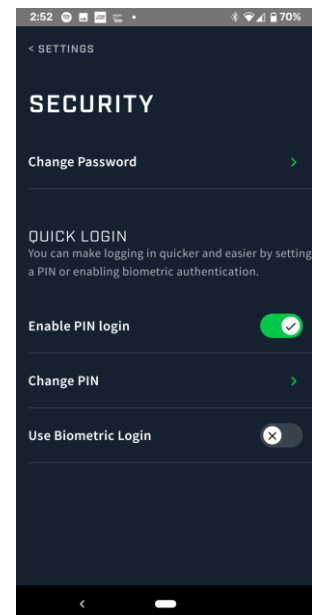 2:52 70%
< SETTINGS
SECURITY
Change Password >
QUICK LOGIN
You can make logging in quicker and easier by setting
a PIN or enabling biometric authentication.
Enable PIN login
Change PIN >
Use Biometric Login